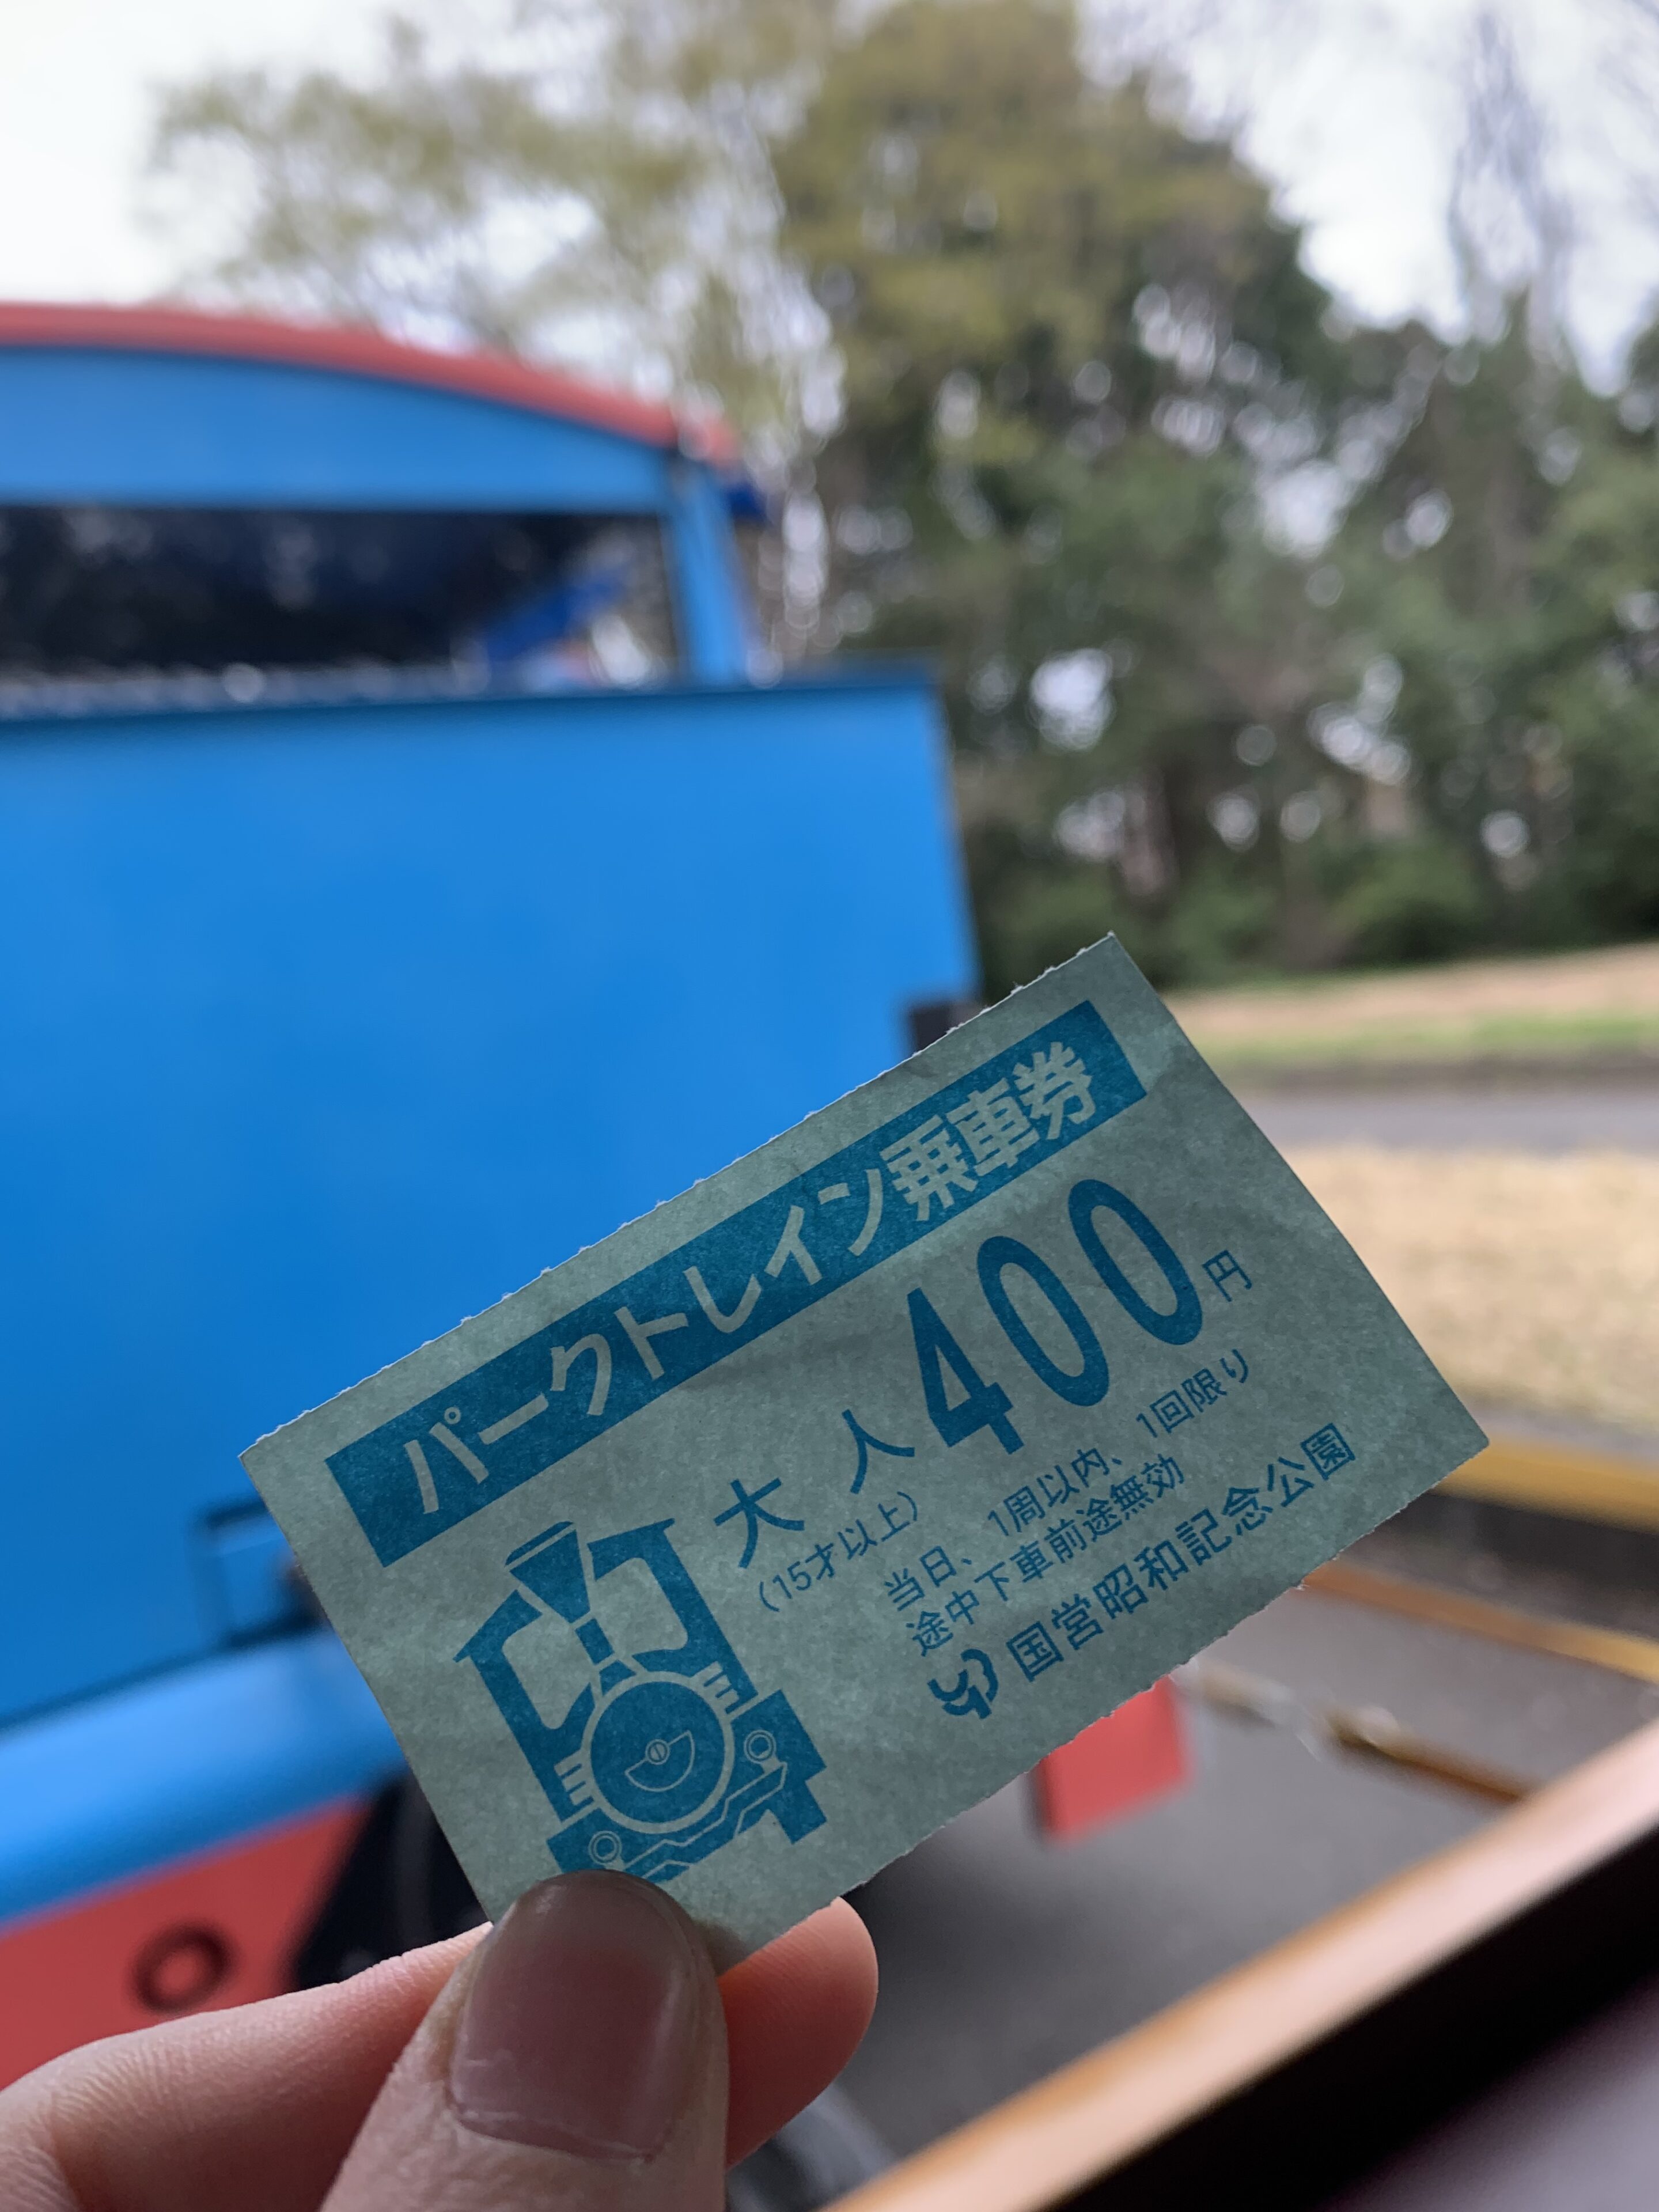 パークトレイン乗車券
大人400円
(15才以上)
当日、1周以内、1回限り
途中下車前途無効
国営昭和記念公園